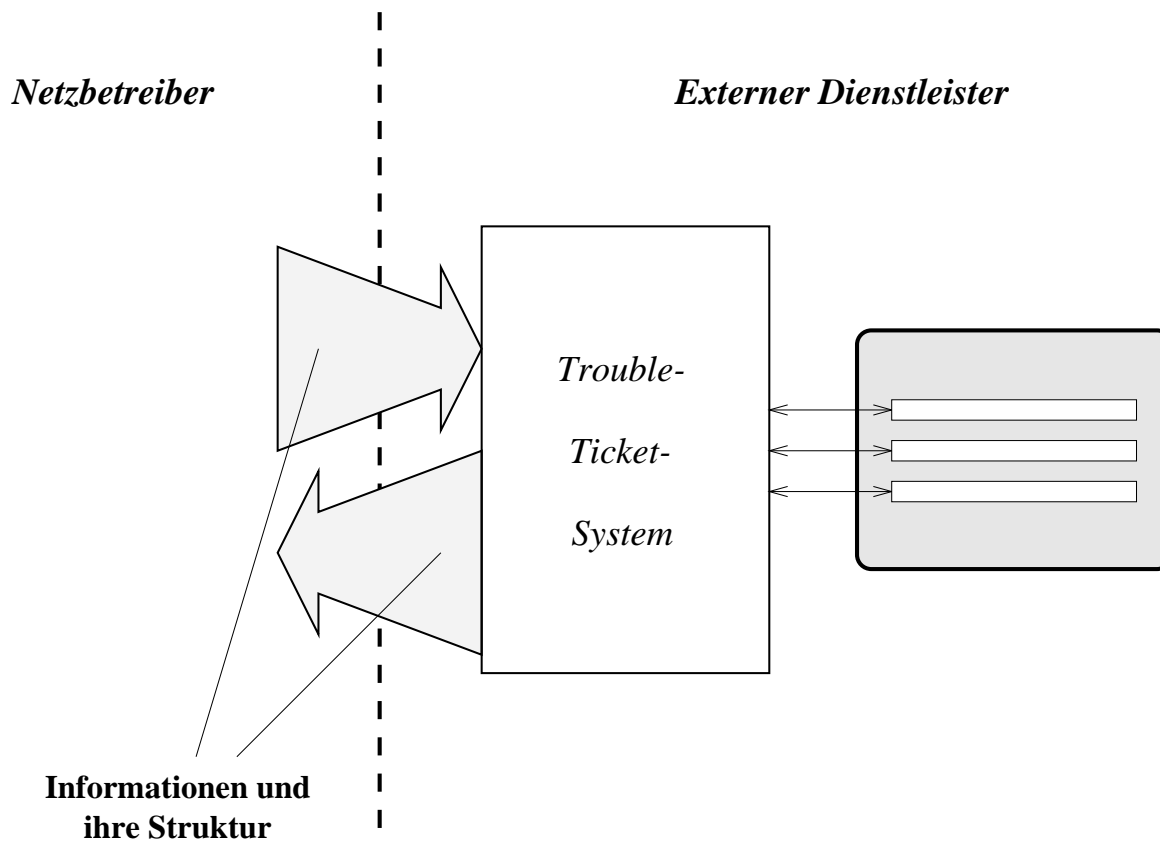 Netzbetreiber
Externer Dienstleister
Trouble-
Ticket-
System
Informationen und
ihre Struktur